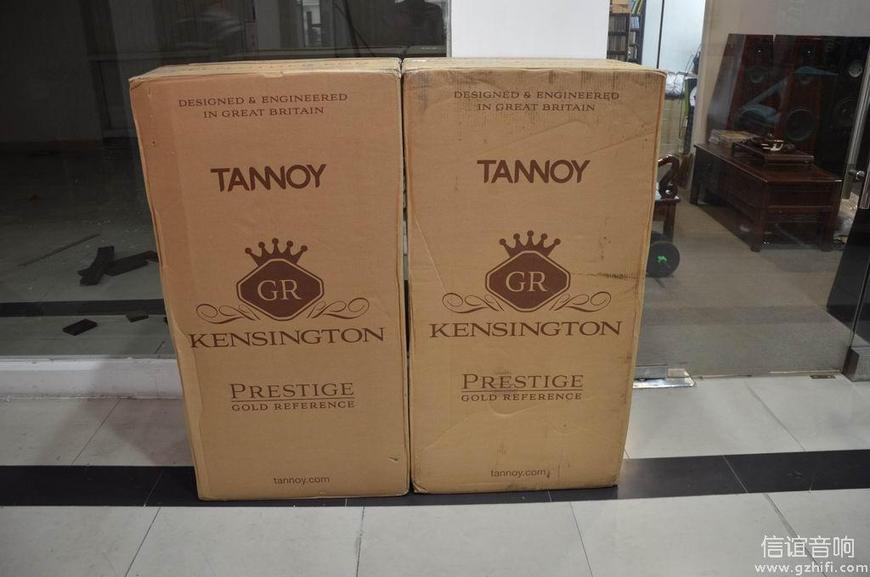 DESIGNED & ENGINEERED
IN GREAT BRITAIN
TANNOY
GR
KENSINGTON
PRESTIGE
GOLD REFERENCE
tannoy.com
DESIGNED & ENGINEERED
IN GREAT BRITAIN
TANNOY
GR
KENSINGTON
PRESTIGE
GOLD REFERENCE
tannoy.com
信谊音响
www.gzhifi.com